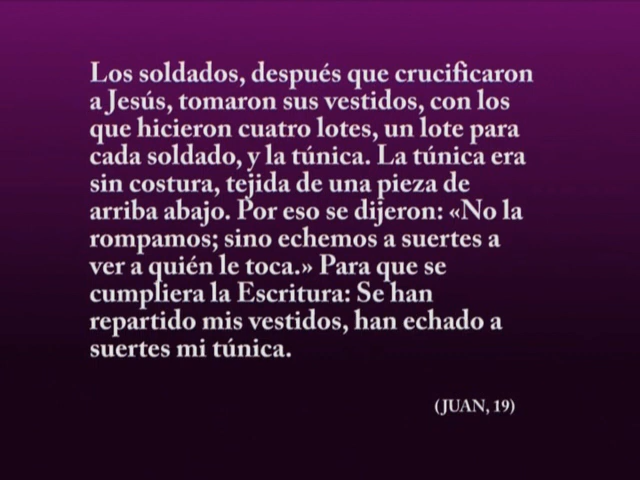 Los soldados, después que crucificaron
a Jesús, tomaron sus vestidos, con los
que hicieron cuatro lotes, un lote para
cada soldado, y la túnica. La túnica era
sin costura, tejida de una pieza de
arriba abajo. Por eso se dijeron: «No la
rompamos; sino echemos a suertes a
ver a quién le toca.» Para que se
cumpliera la Escritura: Se han
repartido mis vestidos, han echado a
suertes mi túnica.
(JUAN, 19)